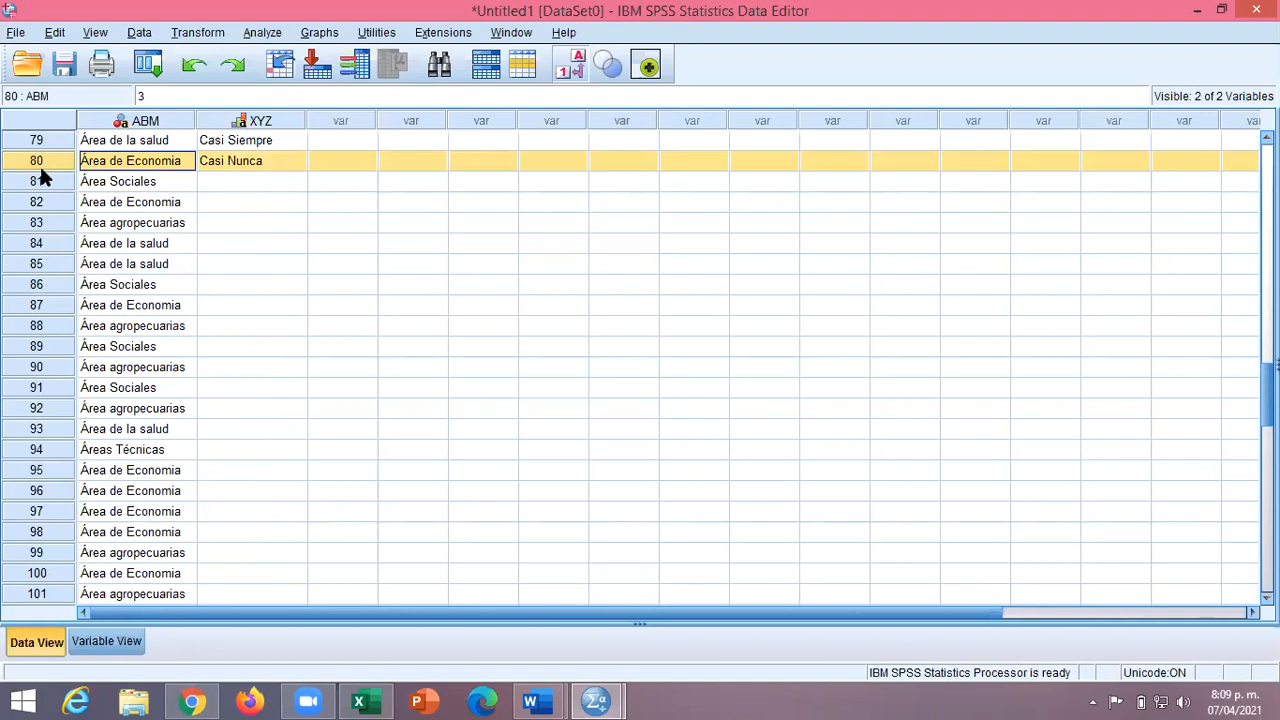 *Untitled1 [DataSet0] - IBM SPSS Statistics Data Editor
File Edit View Data Transform Analyze Graphs Utilities Extensions Window Help
80 : ABM 3 Visible: 2 of 2 Variables
ABM XYZ var var var var var var var var var var var var var va
79 Área de la salud Casi Siempre
80 Área de Economia Casi Nunca
81 Área Sociales
82 Área de Economia
83 Área agropecuarias
84 Área de la salud
85 Área de la salud
86 Área Sociales
87 Área de Economia
88 Área agropecuarias
89 Área Sociales
90 Área agropecuarias
91 Área Sociales
92 Área agropecuarias
93 Área de la salud
94 Áreas Técnicas
95 Área de Economia
96 Área de Economia
97 Área de Economia
98 Área de Economia
99 Área agropecuarias
100 Área de Economia
101 Área agropecuarias
Data View Variable View
IBM SPSS Statistics Processor is ready Unicode:ON
8:09 p. m.
07/04/2021